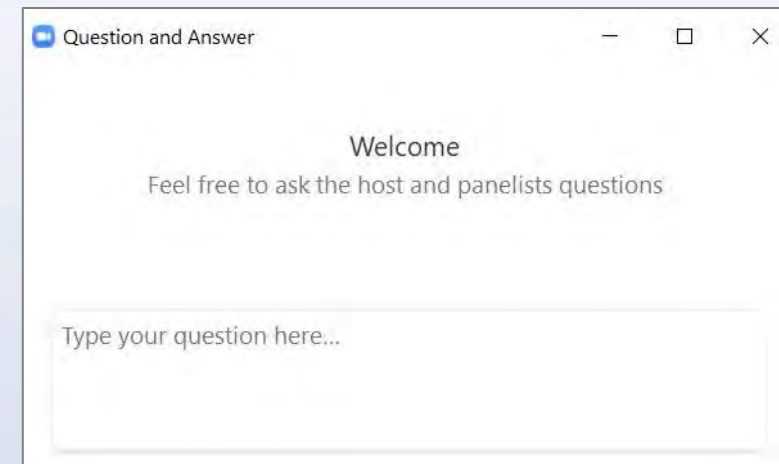 Question and Answer
Welcome
Feel free to ask the host and panelists questions
Type your question here...